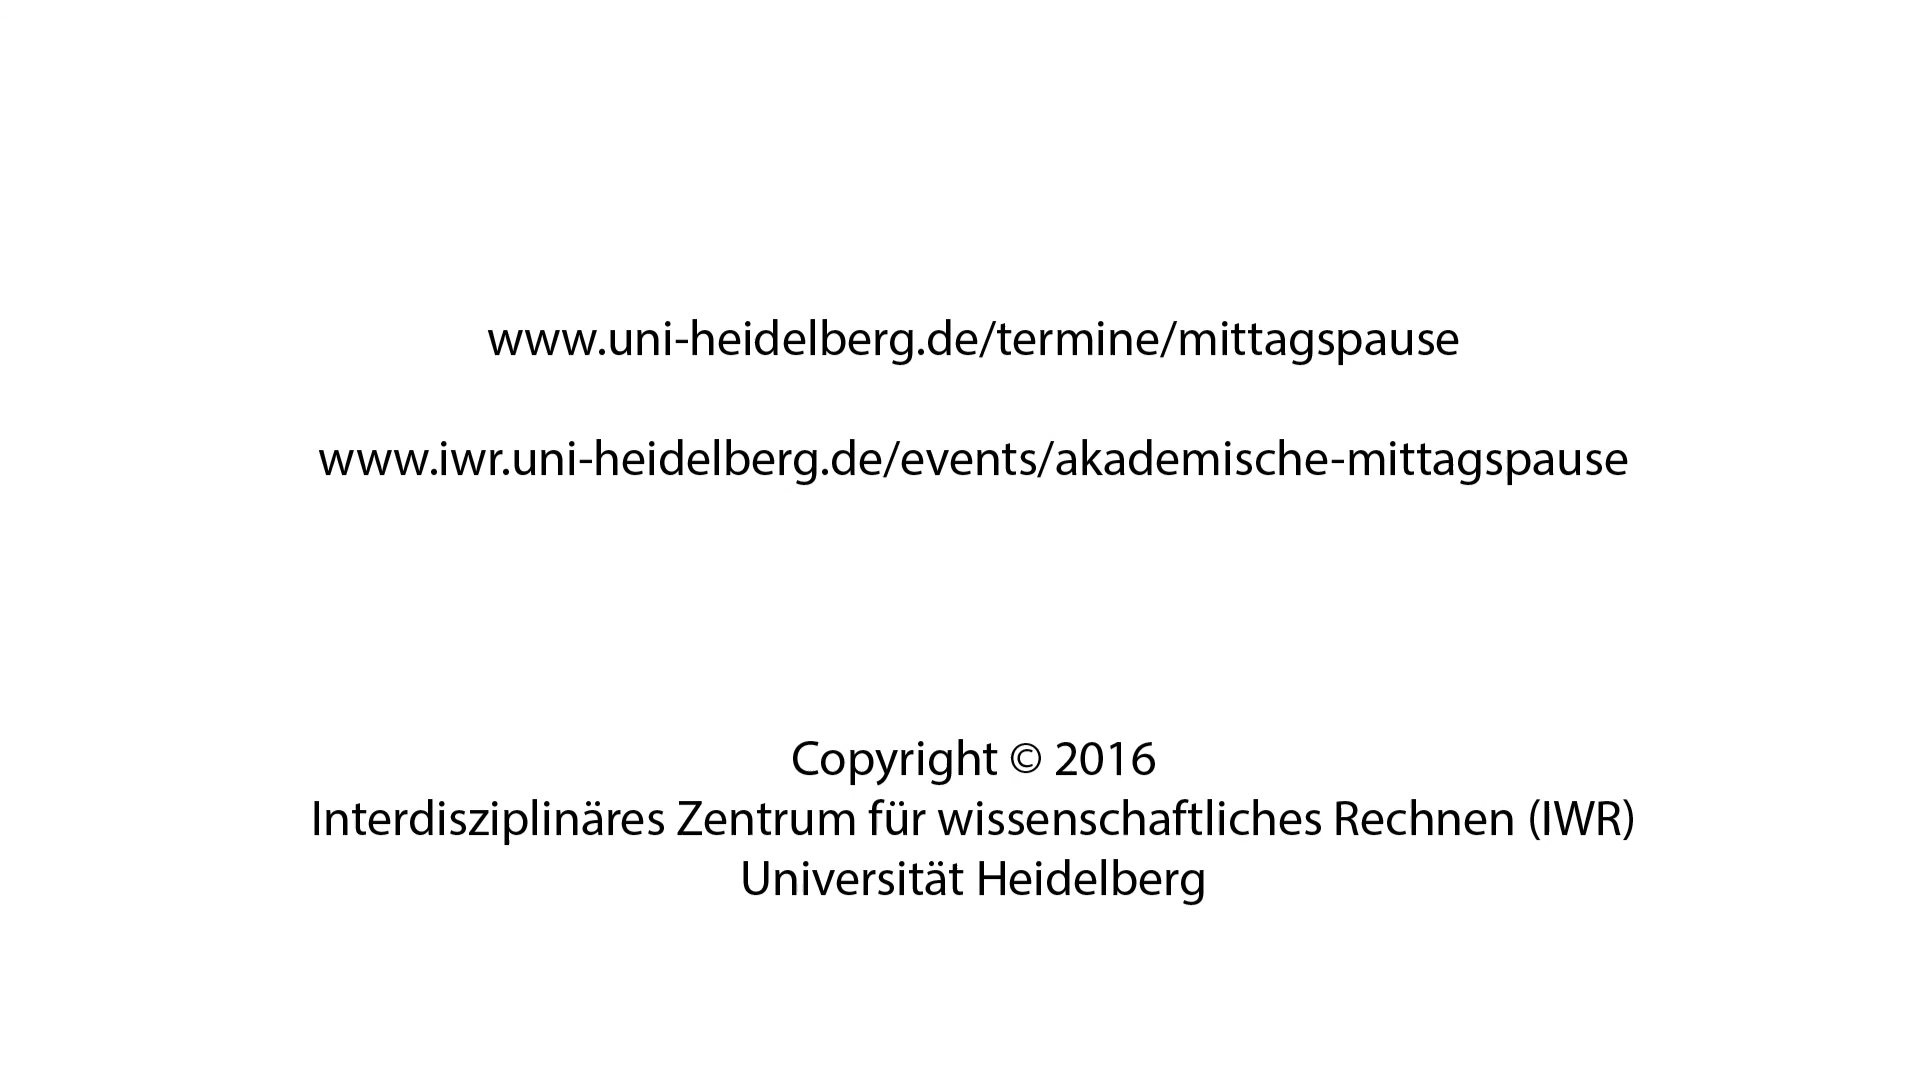 www.uni-heidelberg.de/termine/mittagspause
www.iwr.uni-heidelberg.de/events/akademische-mittagspause
Copyright © 2016
Interdisziplinäres Zentrum für wissenschaftliches Rechnen (IWR)
Universität Heidelberg